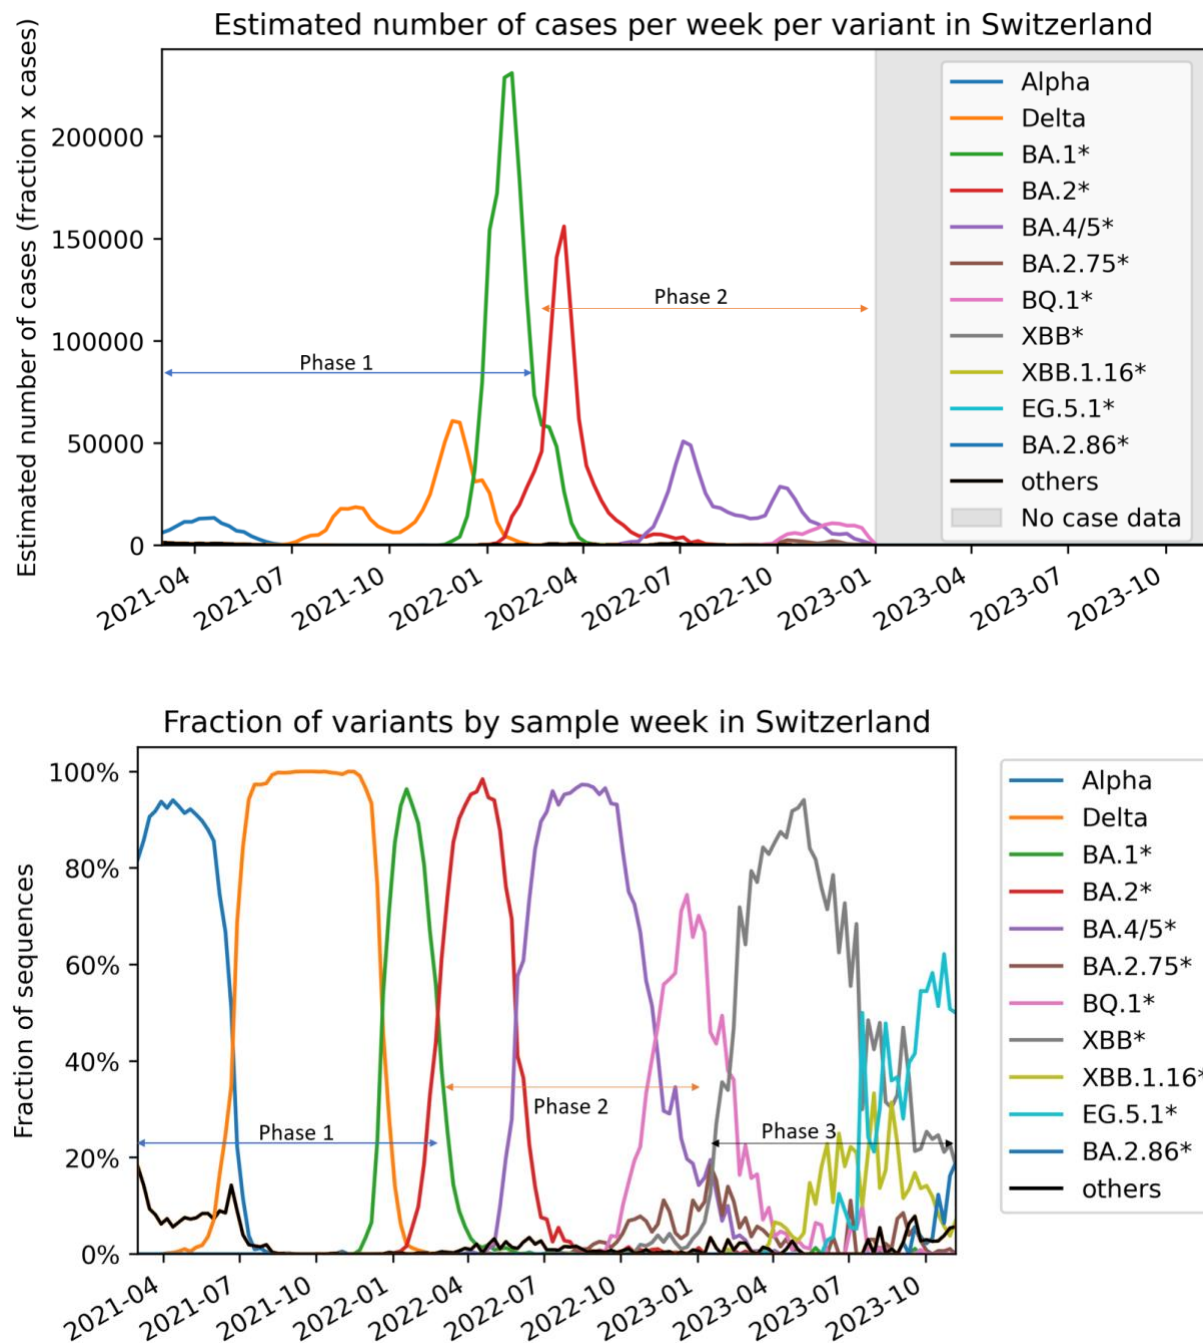 Estimated number of cases per week per variant in Switzerland
Estimated number of cases (fraction x cases)
200000
150000
100000
50000
0
Phase 1
Phase 2
Alpha
Delta
BA.1*
BA.2*
BA.4/5*
BA.2.75*
BQ.1*
XBB*
XBB.1.16*
EG.5.1*
BA.2.86*
others
No case data
2021-04
2021-07
2021-10
2022-01
2022-04
2022-07
2022-10
2023-01
2023-04
2023-07
2023-10
Fraction of variants by sample week in Switzerland
Fraction of sequences
100%
80%
60%
40%
20%
0%
Phase 1
Phase 2
Phase 3
Alpha
Delta
BA.1*
BA.2*
BA.4/5*
BA.2.75*
BQ.1*
XBB*
XBB.1.16*
EG.5.1*
BA.2.86*
others
2021-04
2021-07
2021-10
2022-01
2022-04
2022-07
2022-10
2023-01
2023-04
2023-07
2023-10